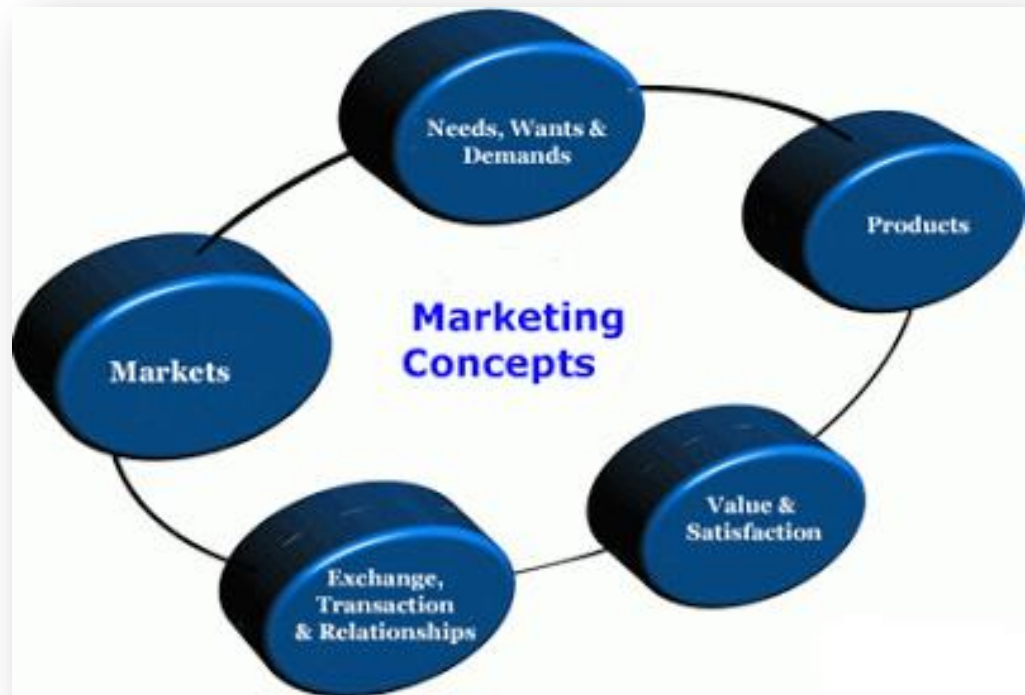 Needs, Wants &
Demands
Products
Marketing
Concepts
Markets
Value &
Satisfaction
Exchange,
Transaction
& Relationships